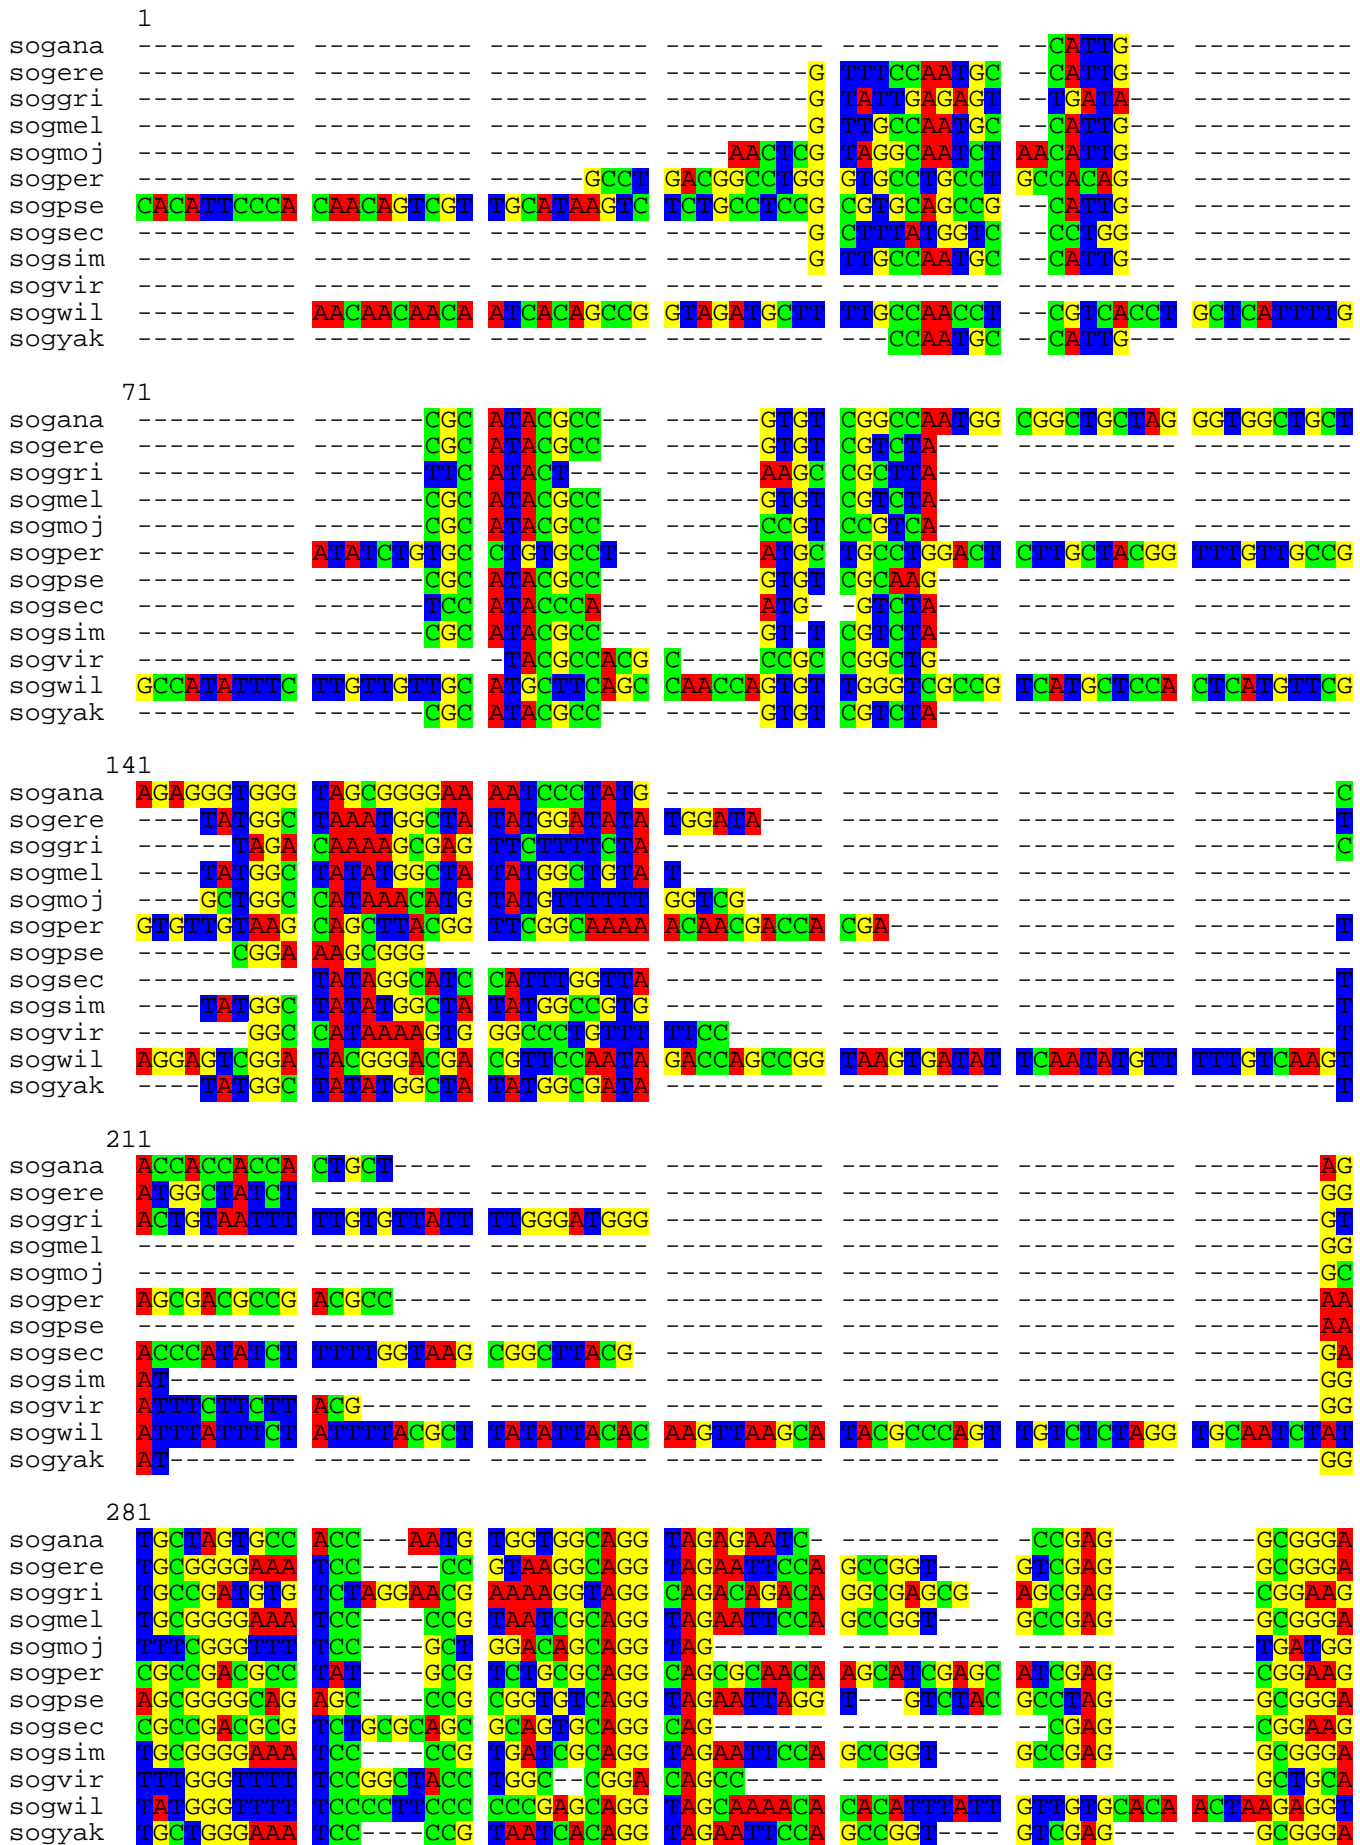 1
sogana ---------- ---------- ---------- ---------- ---------- --CATTG--- ----------
sogere ---------- ---------- ---------- ---------G TTTCCAATGC --CATTG--- ----------
soggri ---------- ---------- ---------- ---------G TATTGAGAGT --TGATA--- ----------
sogmel ---------- ---------- ---------- ---------G TTGCCAATGC --CATTG--- ----------
sogmoj ---------- ---------- ---------- ----AACTCG TAGGCAATCT AACATTG--- ----------
sogper ---------- ---------- ------GCCT GACGGCCTGG GTGCCTGCCT GCCACAG--- ----------
sogpse CACATTCCCA CAACAGTCGT TGCATAAGTC TCTGCCTCCG CGTGCAGCCG --CATTG--- ----------
sogsec ---------- ---------- ---------- ---------G CTTTATGGTC --CCTGG--- ----------
sogsim ---------- ---------- ---------- ---------G TTGCCAATGC --CATTG--- ----------
sogvir ---------- ---------- ---------- ---------- ---------- ---------- ----------
sogwil ---------- AACAACAACA ATCACAGCCG GTAGATGCTT TTGCCAACCT --CGTCACCT GCTCATTTTG
sogyak ---------- ---------- ---------- ---------- ---CCAATGC --CATTG--- ----------
71
sogana ---------- -------CGC ATACGCC--- ------GTGT CGGCCAATGG CGGCTGCTAG GGTGGCTGCT
sogere ---------- -------CGC ATACGCC--- ------GTGT CGTCTA---- ---------- ----------
soggri ---------- -------TTC ATACT----- ------AAGC CGCTTA---- ---------- ----------
sogmel ---------- -------CGC ATACGCC--- ------GTGT CGTCTA---- ---------- ----------
sogmoj ---------- -------CGC ATACGCC--- ------CCGT CCGTCA---- ---------- ----------
sogper ---------- ATATCTGTGC CTGTGCCT-- ------ATGC TGCCTGGACT CTTGCTACGG TTTGTTGCCG
sogpse ---------- -------CGC ATACGCC--- ------GTGT CGCAAG---- ---------- ----------
sogsec ---------- -------TCC ATACCCA--- ------ATG- -GTCTA---- ---------- ----------
sogsim ---------- -------CGC ATACGCC--- ------GT-T CGTCTA---- ---------- ----------
sogvir ---------- ---------- -TACGCCACG C-----CCGC CGGCTG---- ---------- ----------
sogwil GCCATATTTC TTGTTGTTGC ATGCTTCAGC CAACCAGTGT TGGGTCGCCG TCATGCTCCA CTCATGTTCG
sogyak ---------- -------CGC ATACGCC--- ------GTGT CGTCTA---- ---------- ----------
141
sogana AGAGGGTGGG TAGCGGGGAA AATCCCTATG ---------- ---------- ---------- ---------C
sogere ----TATGGC TAAATGGCTA TATGGATATA TGGATA---- ---------- ---------- ---------T
soggri ------TAGA CAAAAGCGAG TTCTTTTCTA ---------- ---------- ---------- ---------C
sogmel ----TATGGC TATATGGCTA TATGGCTGTA T--------- ---------- ---------- ----------
sogmoj ----GCTGGC CATAAACATG TATGTTTTTT GGTCG----- ---------- ---------- ----------
sogper GTGTTGTAAG CAGCTTACGG TTCGGCAAAA ACAACGACCA CGA------- ---------- ---------T
sogpse ------CGGA AAGCGGG--- ---------- ---------- ---------- ---------- ----------
sogsec ---------- TATAGGCATC CATTTGGTTA ---------- ---------- ---------- ---------T
sogsim ----TATGGC TATATGGCTA TATGGCCGTG ---------- ---------- ---------- ---------T
sogvir -------GGC CATAAAAGTG GGCCCTGTTT TTCC------ ---------- ---------- ---------T
sogwil AGGAGTCGGA TACGGGACGA CGTTCCAATA GACCAGCCGG TAAGTGATAT TCAATATGTT TTTGTCAAGT
sogyak ----TATGGC TATATGGCTA TATGGCGATA ---------- ---------- ---------- ---------T
211
sogana ACCACCACCA CTGCT----- ---------- ---------- ---------- ---------- --------AG
sogere ATGGCTATCT ---------- ---------- ---------- ---------- ---------- --------GG
soggri ACTGTAATTT TTGTGTTATT TTGGGATGGG ---------- ---------- ---------- --------GT
sogmel ---------- ---------- ---------- ---------- ---------- ---------- --------GG
sogmoj ---------- ---------- ---------- ---------- ---------- ---------- --------GC
sogper AGCGACGCCG ACGCC----- ---------- ---------- ---------- ---------- --------AA
sogpse ---------- ---------- ---------- ---------- ---------- ---------- --------AA
sogsec ACCCATATCT TTTTGGTAAG CGGCTTACG- ---------- ---------- ---------- --------GA
sogsim AT-------- ---------- ---------- ---------- ---------- ---------- --------GG
sogvir ATTTCTTCTT ACG------- ---------- ---------- ---------- ---------- --------GG
sogwil ATTTATTTCT ATTTTACGCT TATATTACAC AAGTTAAGCA TACGCCCAGT TGTCTCTAGG TGCAATCTAT
sogyak AT-------- ---------- ---------- ---------- ---------- ---------- --------GG
281
sogana TGCTAGTGCC ACC---AATG TGGTGGCAGG TAGAGAATC- ---------- -CCGAG---- ----GCGGGA
sogere TGCGGGGAAA TCC-----CC GTAAGGCAGG TAGAATTCCA GCCGGT---- GTCGAG---- ----GCGGGA
soggri TGCCGATGTG TCTAGGAACG AAAAGGTAGG CAGACAGACA GGCGAGCG-- AGCGAG---- ----CGGAAG
sogmel TGCGGGGAAA TCC----CCG TAATCGCAGG TAGAATTCCA GCCGGT---- GCCGAG---- ----GCGGGA
sogmoj TTTCGGGTTT TCC----GCT GGACAGCAGG TAG------- ---------- ---------- ----TGATGG
sogper CGCCGACGCC TAT----GCG TCTGCGCAGG CAGCGCAACA AGCATCGAGC ATCGAG---- ----CGGAAG
sogpse AGCGGGGCAG AGC----CCG CGGTGTCAGG TAGAATTAGG T---GTCTAC GCCTAG---- ----GCGGGA
sogsec CGCCGACGCG TCTGCGCAGC GCAGTGCAGG CAG------- ---------- --CGAG---- ----CGGAAG
sogsim TGCGGGGAAA TCC----CCG TGATCGCAGG TAGAATTCCA GCCGGT---- GCCGAG---- ----GCGGGA
sogvir TTTGGGTTTT TCCGGCTACC TGGC--CGGA CAGCC----- ---------- ---------- ----GCTGCA
sogwil TATGGGTTTT TCCCCTTCCC CCCGAGCAGG TAGCAAAACA CACATTTATT GTTGTGCACA ACTAAGAGGT
sogyak TGCTGGGAAA TCC----CCG TAATCACAGG TAGAATTCCA GCCGGT---- GTCGAG---- ----GCGGGA